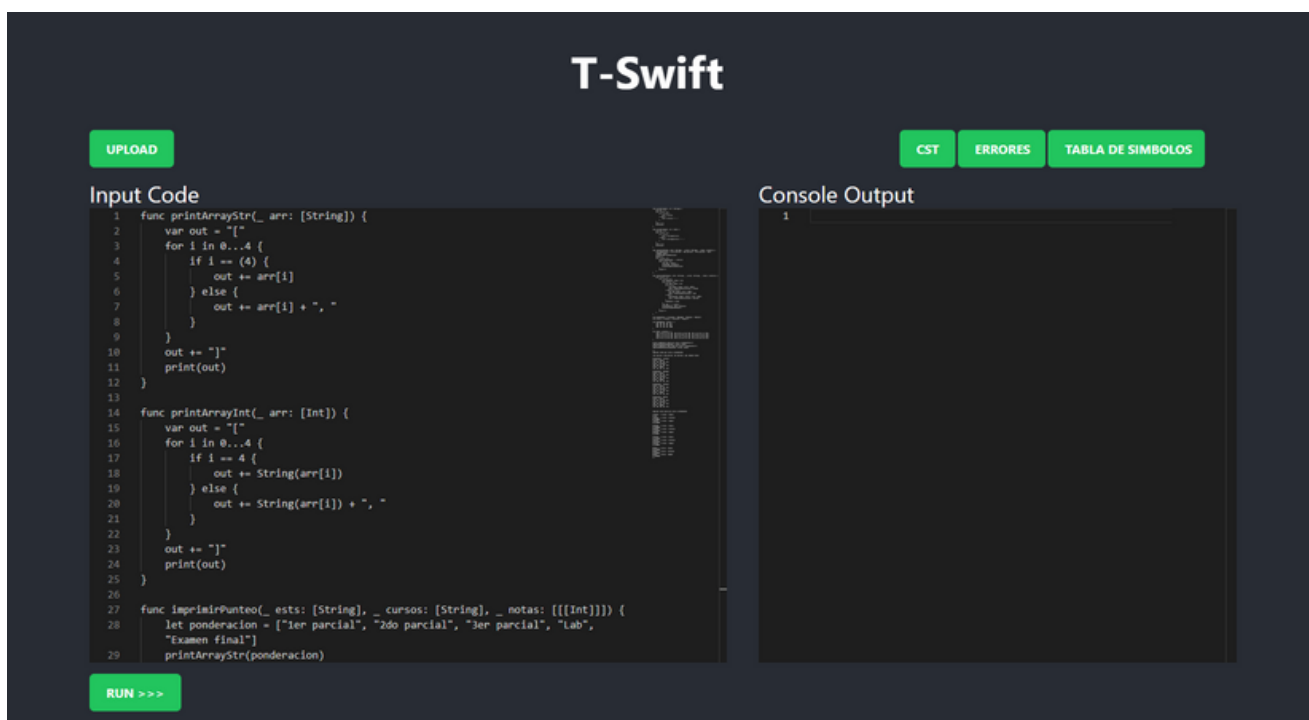 T-Swift
UPLOAD
CST ERRORES TABLA DE SIMBOLOS
Input Code
1 func printArrayStr(_ arr: [String]) {
2 var out = "["
3 for i in 0...4 {
4 if i == (4) {
5 out += arr[i]
6 } else {
7 out += arr[i] + ", "
8 }
9 }
10 out += "]"
11 print(out)
12 }
13
14 func printArrayInt(_ arr: [Int]) {
15 var out = "["
16 for i in 0...4 {
17 if i == 4 {
18 out += String(arr[i])
19 } else {
20 out += String(arr[i]) + ", "
21 }
22 }
23 out += "]"
24 print(out)
25 }
26
27 func imprimirPunteo(_ ests: [String], _ cursos: [String], _ notas: [[[Int]]]) {
28 let ponderacion = ["1er parcial", "2do parcial", "3er parcial", "Lab",
"Examen final"]
29 printArrayStr(ponderacion)
Console Output
1
RUN >>>